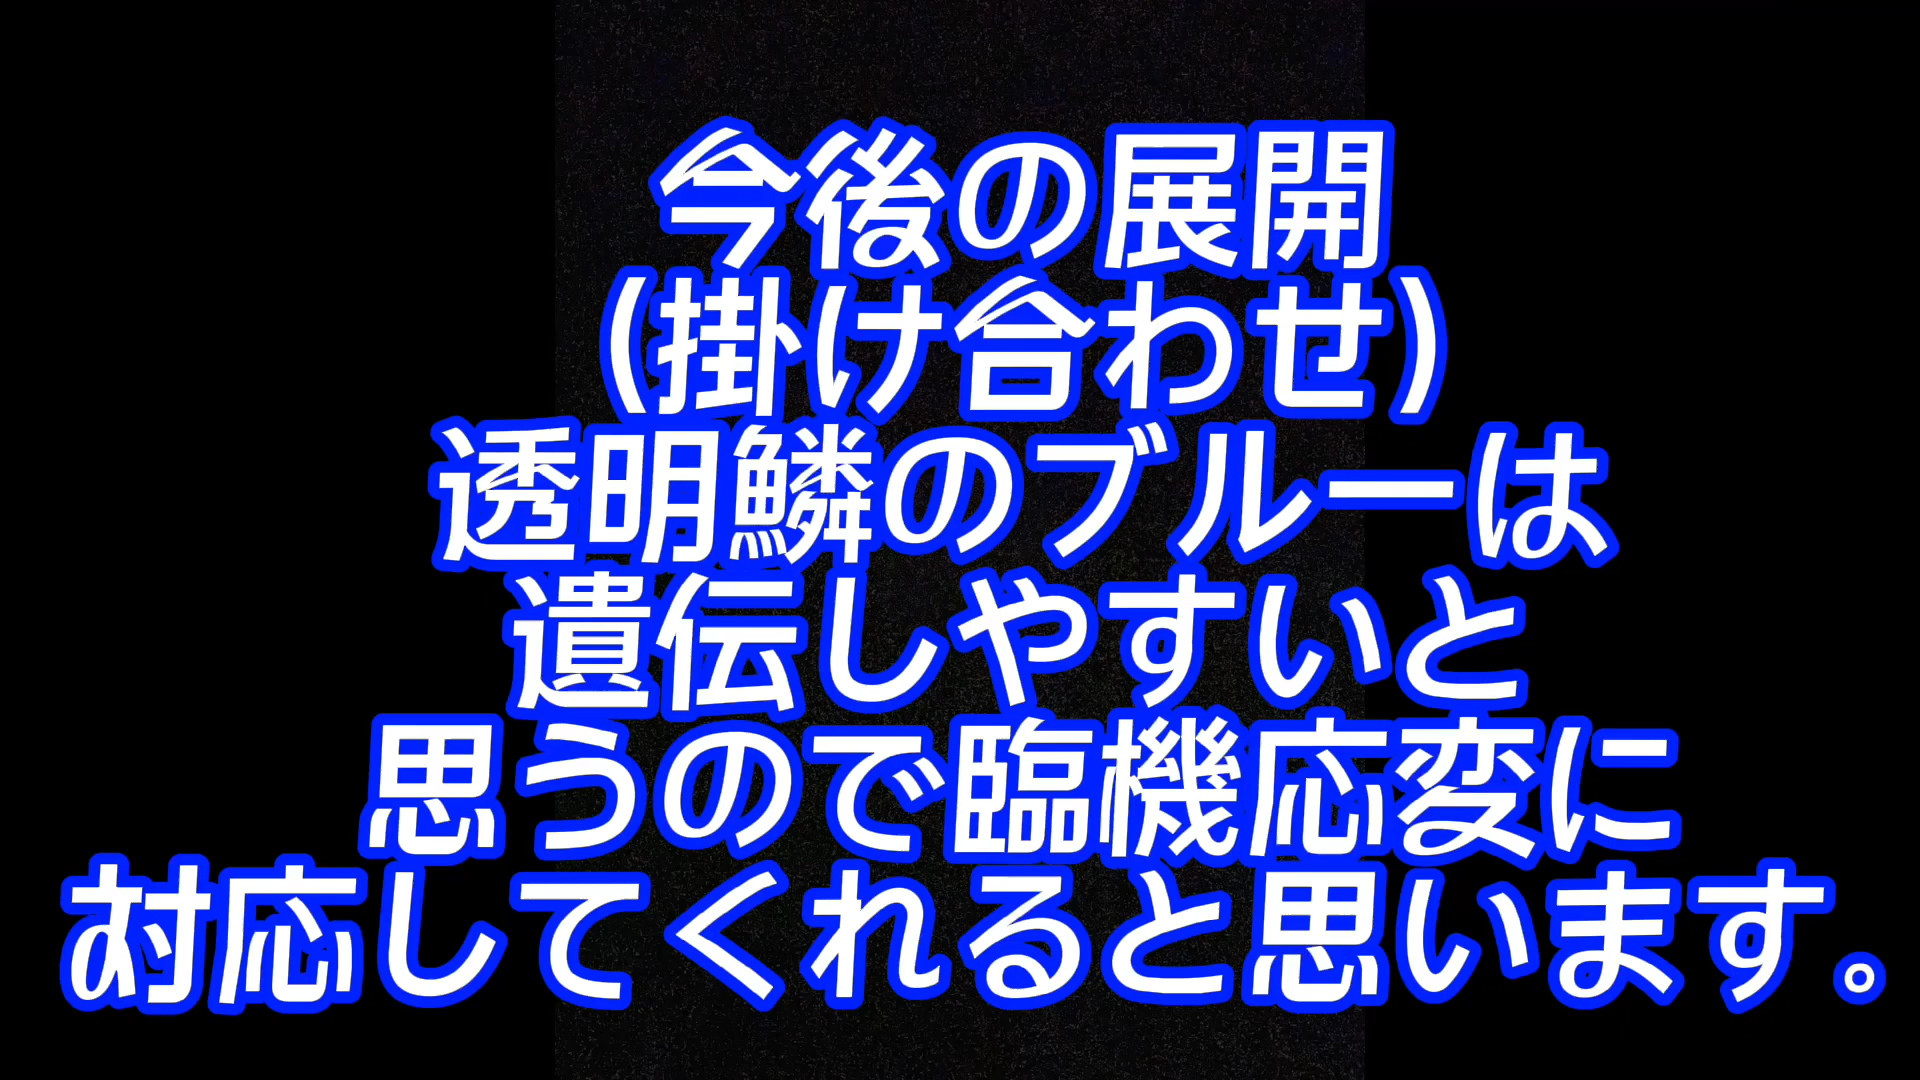 今後の展開
(掛け合わせ)
透明鱗のブルーは
遺伝しやすいと
思うので臨機応変に
対応してくれると思います。